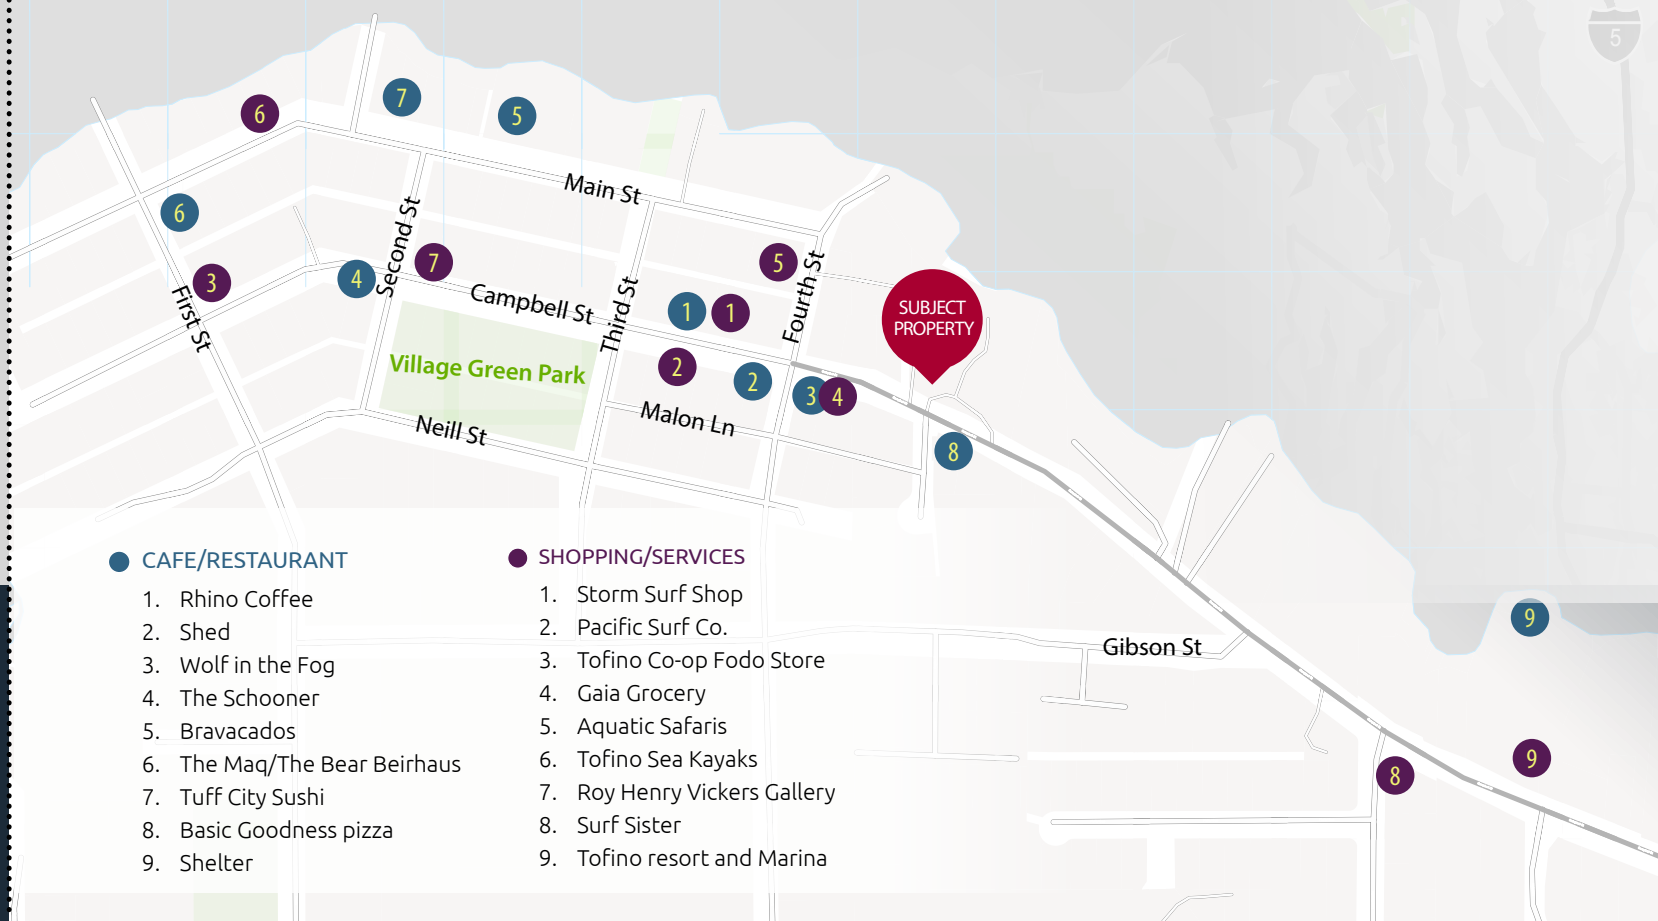 5
7
6
5
Main St
6
Second St
7
5
3
4
First St
Campbell St
Third St
1
1
Fourth St
SUBJECT
PROPERTY
Village Green Park
2
2
3
4
Malon Ln
Neill St
8
CAFE/RESTAURANT
1. Rhino Coffee
2. Shed
3. Wolf in the Fog
4. The Schooner
5. Bravacados
6. The Maq/The Bear Beirhaus
7. Tuff City Sushi
8. Basic Goodness pizza
9. Shelter
SHOPPING/SERVICES
1. Storm Surf Shop
2. Pacific Surf Co.
3. Tofino Co-op Fodo Store
4. Gaia Grocery
5. Aquatic Safaris
6. Tofino Sea Kayaks
7. Roy Henry Vickers Gallery
8. Surf Sister
9. Tofino resort and Marina
9
Gibson St
9
8